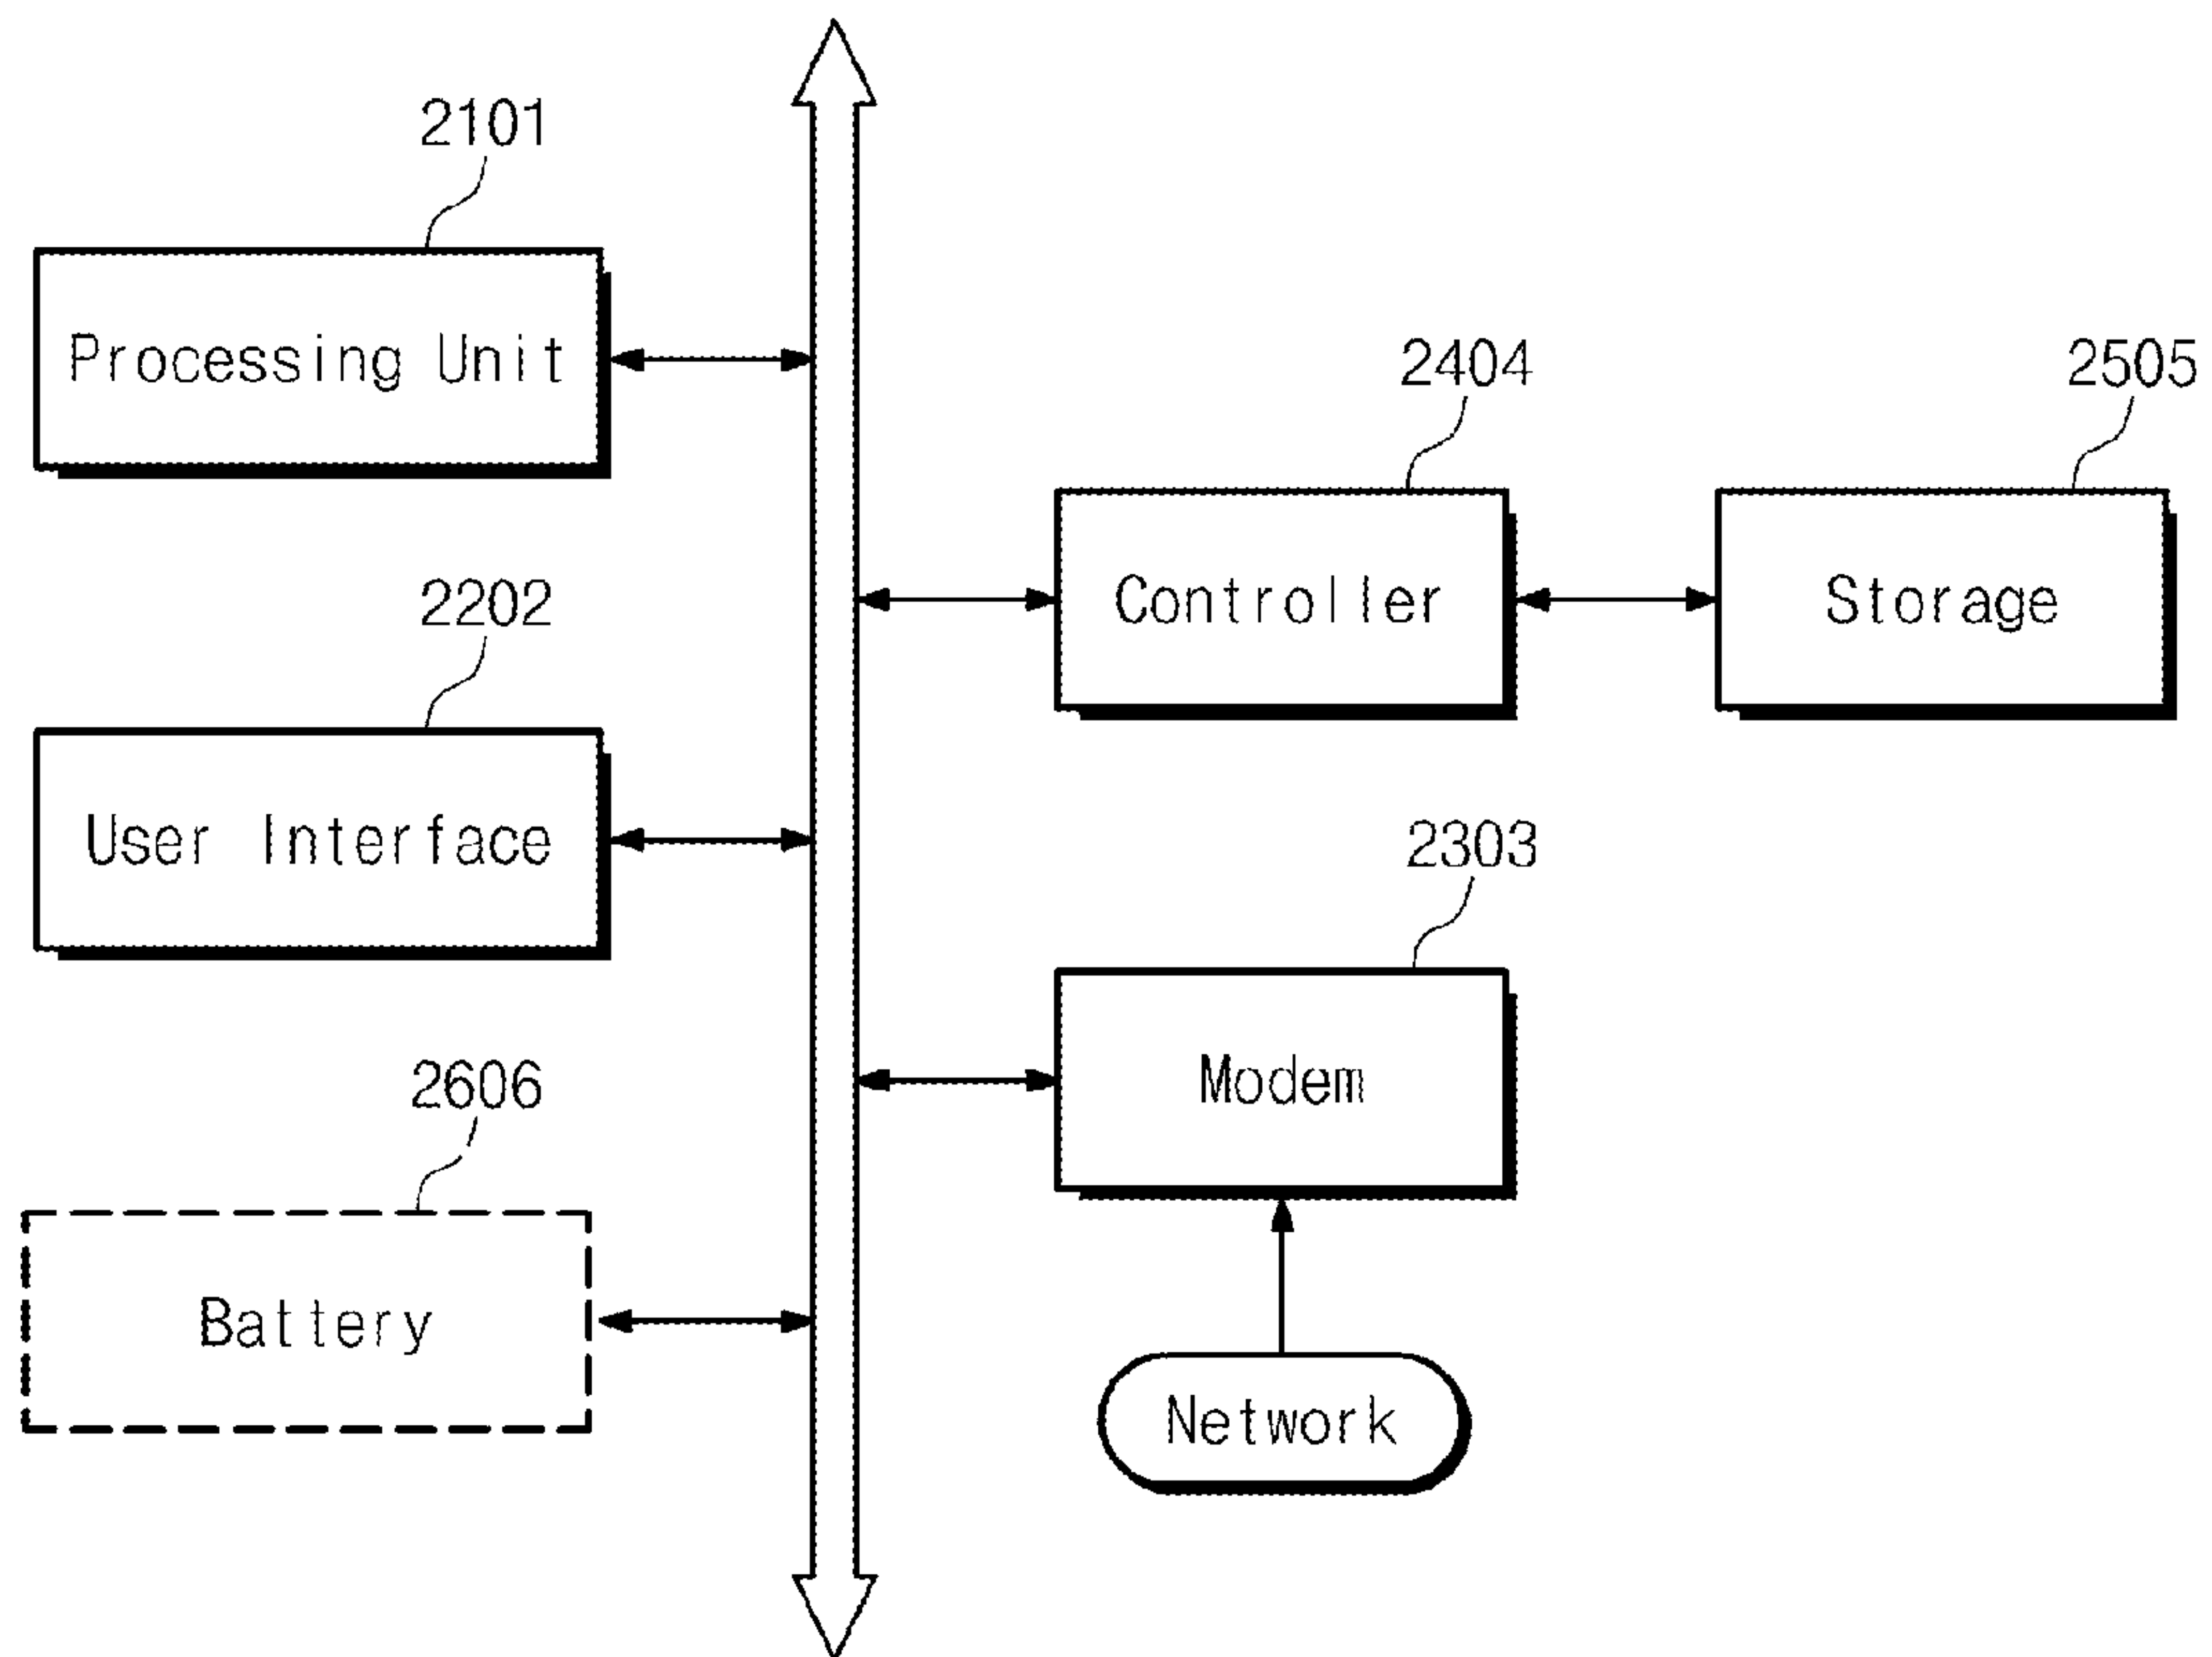 2101
Processing Unit
2404
2505
Controller
Storage
2202
User Interface
2303
Modem
2606
Battery
Network